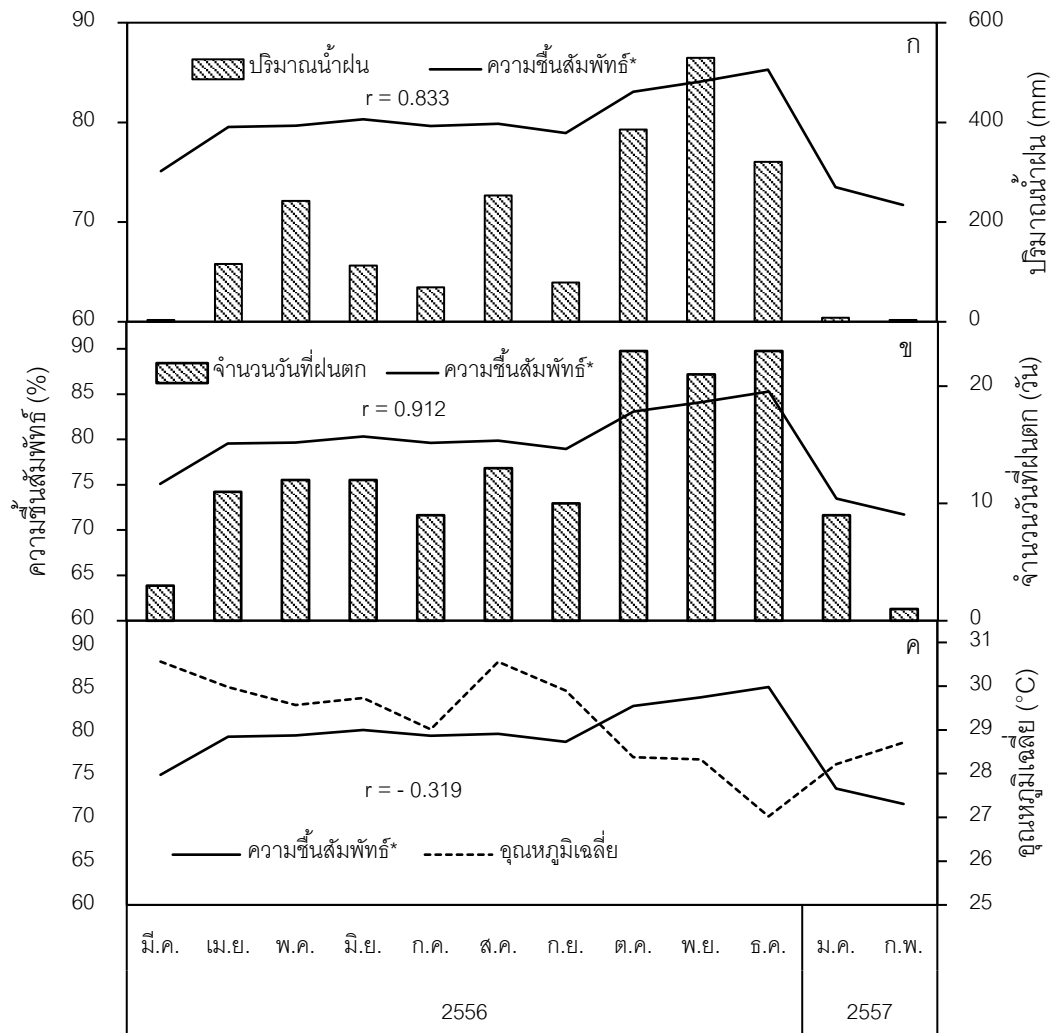 90
80
70
60
ความชื้นสัมพัทธ์ (%)
ปริมาณน้ำฝน
ความชื้นสัมพัทธ์*
r = 0.833
ก
600
400
200
0
ปริมาณน้ำฝน (mm)
90
85
80
75
70
65
60
จำนวนวันที่ฝนตก
ความชื้นสัมพัทธ์*
r = 0.912
ข
20
10
0
จำนวนวันที่ฝนตก (วัน)
90
85
80
75
70
65
60
r = - 0.319
ความชื้นสัมพัทธ์*
อุณหภูมิเฉลี่ย
ค
31
30
29
28
27
26
25
อุณหภูมิเฉลี่ย (°C)
มี.ค. เม.ย. พ.ค. มิ.ย. ก.ค. ส.ค. ก.ย. ต.ค. พ.ย. ธ.ค. ม.ค. ก.พ.
2556 2557